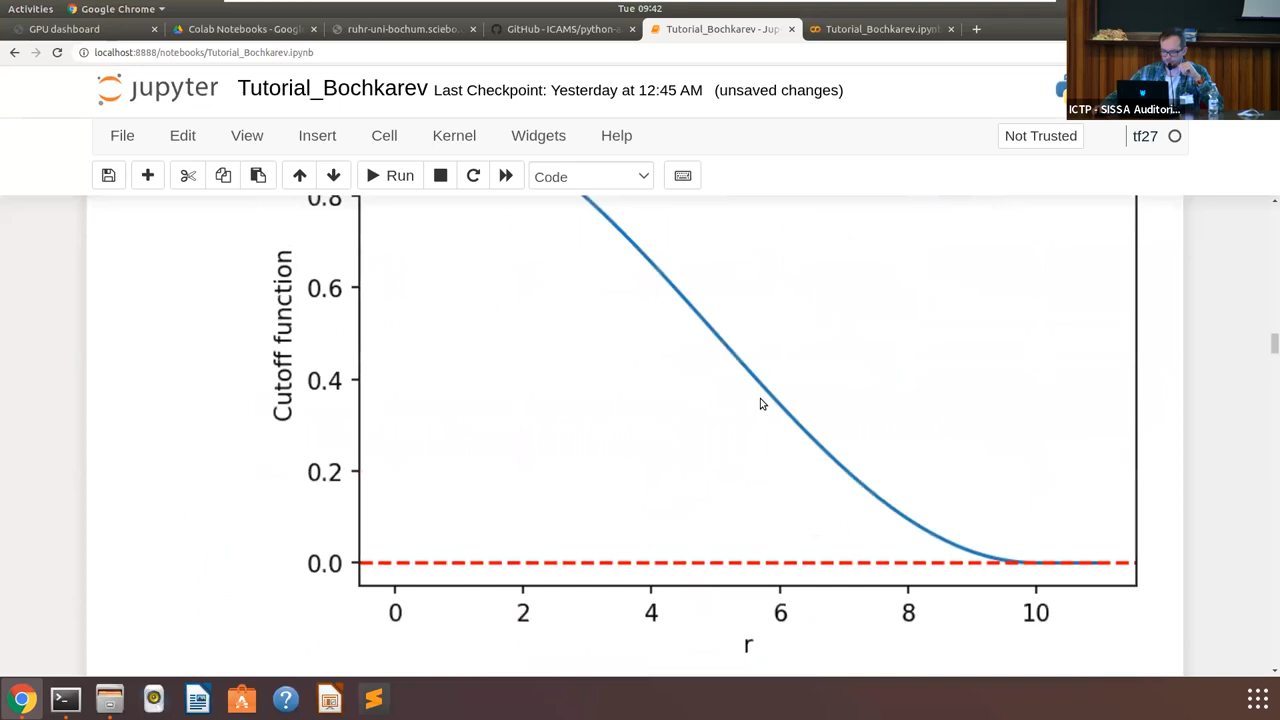 Activities Google Chrome Tue 09:42
GPU dashboard Colab Notebooks - Googl ruhr-uni-bochum.sciebo. GitHub - ICAMS/python-a Tutorial_Bochkarev - Jup Tutorial_Bochkarev.ipynb
localhost:8888/notebooks/Tutorial_Bochkarev.ipynb
jupyter Tutorial_Bochkarev Last Checkpoint: Yesterday at 12:45 AM (unsaved changes)
ICTP - SISSA Auditori...
File Edit View Insert Cell Kernel Widgets Help Not Trusted tf27
Run Code
0.8
0.6
0.4
0.2
0.0
Cutoff function
0 2 4 6 8 10
r